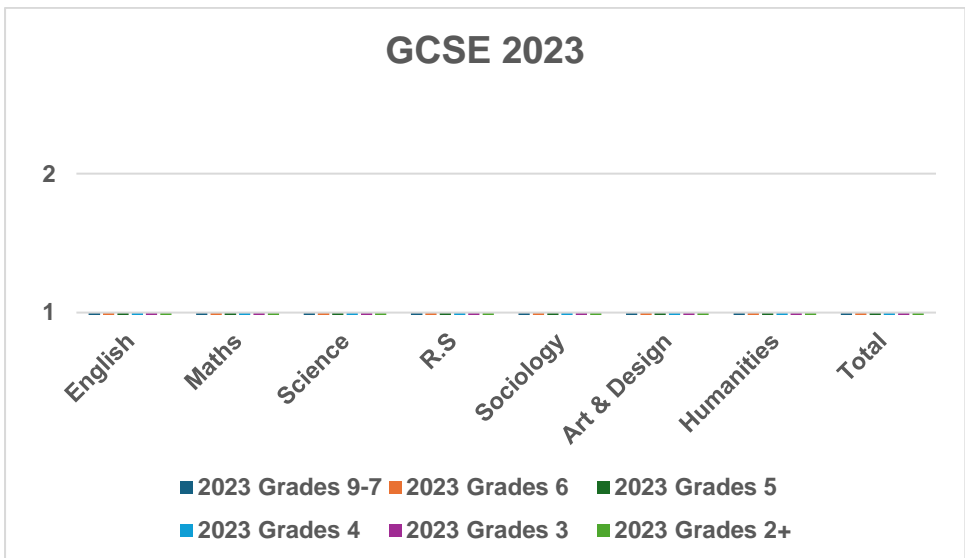 GCSE 2023
2
1
English
Maths
Science
R.S
Sociology
Art & Design
Humanities
Total
2023 Grades 9-7 2023 Grades 6 2023 Grades 5
2023 Grades 4 2023 Grades 3 2023 Grades 2+